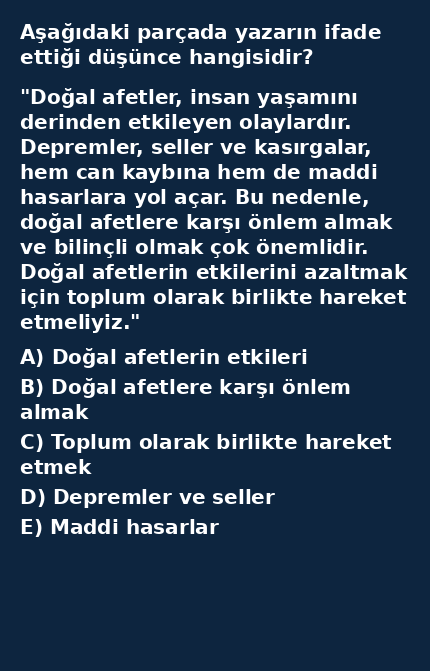 Aşağıdaki parçada yazarın ifade
ettiği düşünce hangisidir?
"Doğal afetler, insan yaşamını
derinden etkileyen olaylardır.
Depremler, seller ve kasırgalar,
hem can kaybına hem de maddi
hasarlara yol açar. Bu nedenle,
doğal afetlere karşı önlem almak
ve bilinçli olmak çok önemlidir.
Doğal afetlerin etkilerini azaltmak
için toplum olarak birlikte hareket
etmeliyiz."
A) Doğal afetlerin etkileri
B) Doğal afetlere karşı önlem
almak
C) Toplum olarak birlikte hareket
etmek
D) Depremler ve seller
E) Maddi hasarlar